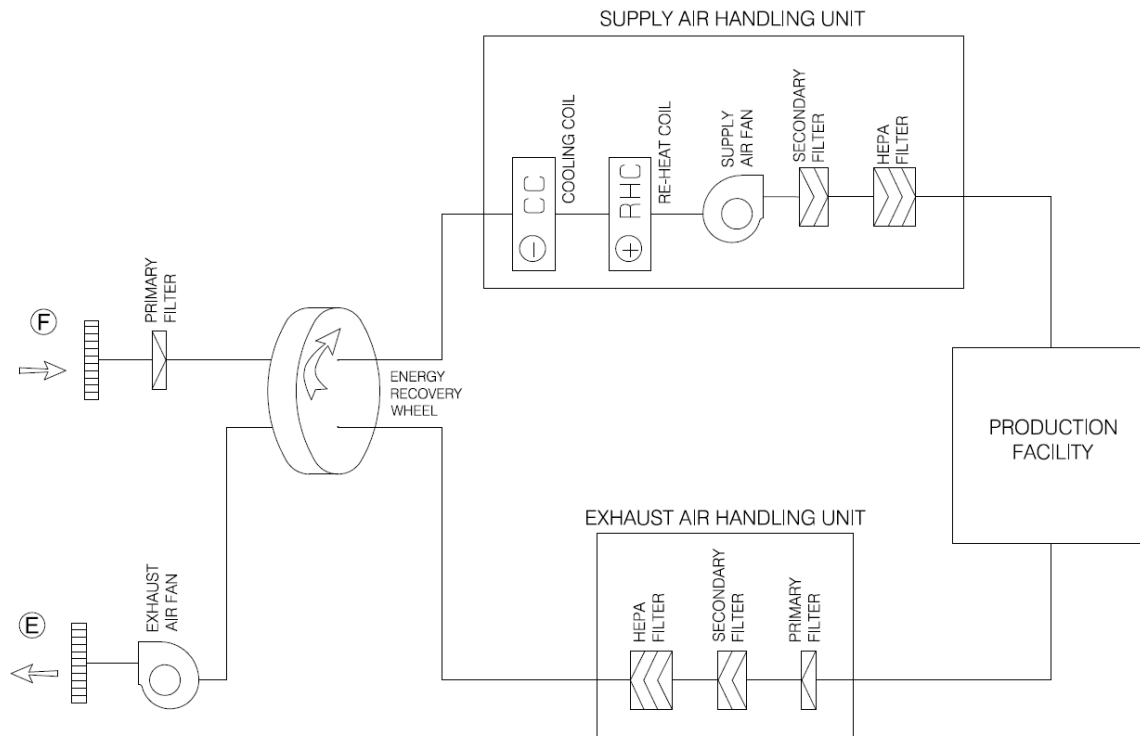 SUPPLY AIR HANDLING UNIT
COOLING COIL
RE-HEAT COIL
SUPPLY
AIR FAN
SECONDARY
FILTER
HEPA
FILTER
CC
RHC
PRIMARY
FILTER
F
ENERGY
RECOVERY
WHEEL
PRODUCTION
FACILITY
EXHAUST AIR HANDLING UNIT
HEPA
FILTER
SECONDARY
FILTER
PRIMARY
FILTER
EXHAUST
AIR FAN
E